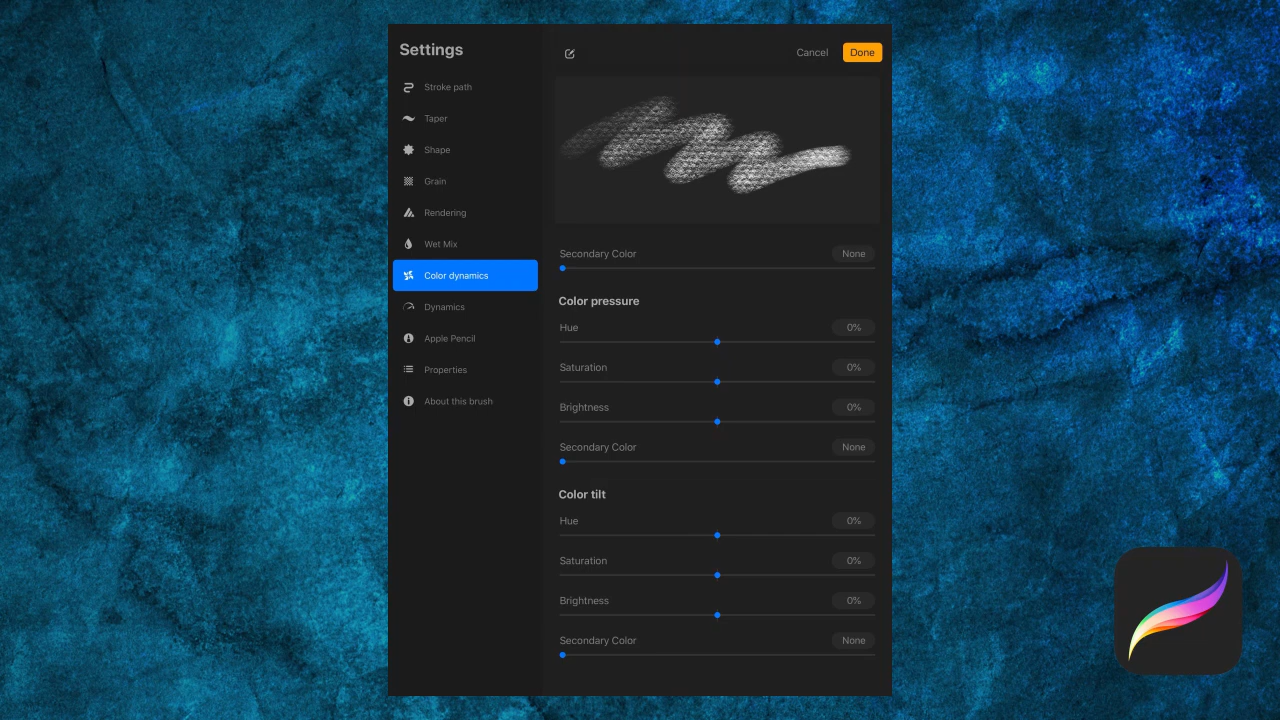 Settings
Stroke path
Taper
Shape
Grain
Rendering
Wet Mix
Color dynamics
Dynamics
Apple Pencil
Properties
About this brush
Cancel
Done
Secondary Color None
Color pressure
Hue 0%
Saturation 0%
Brightness 0%
Secondary Color None
Color tilt
Hue 0%
Saturation 0%
Brightness 0%
Secondary Color None